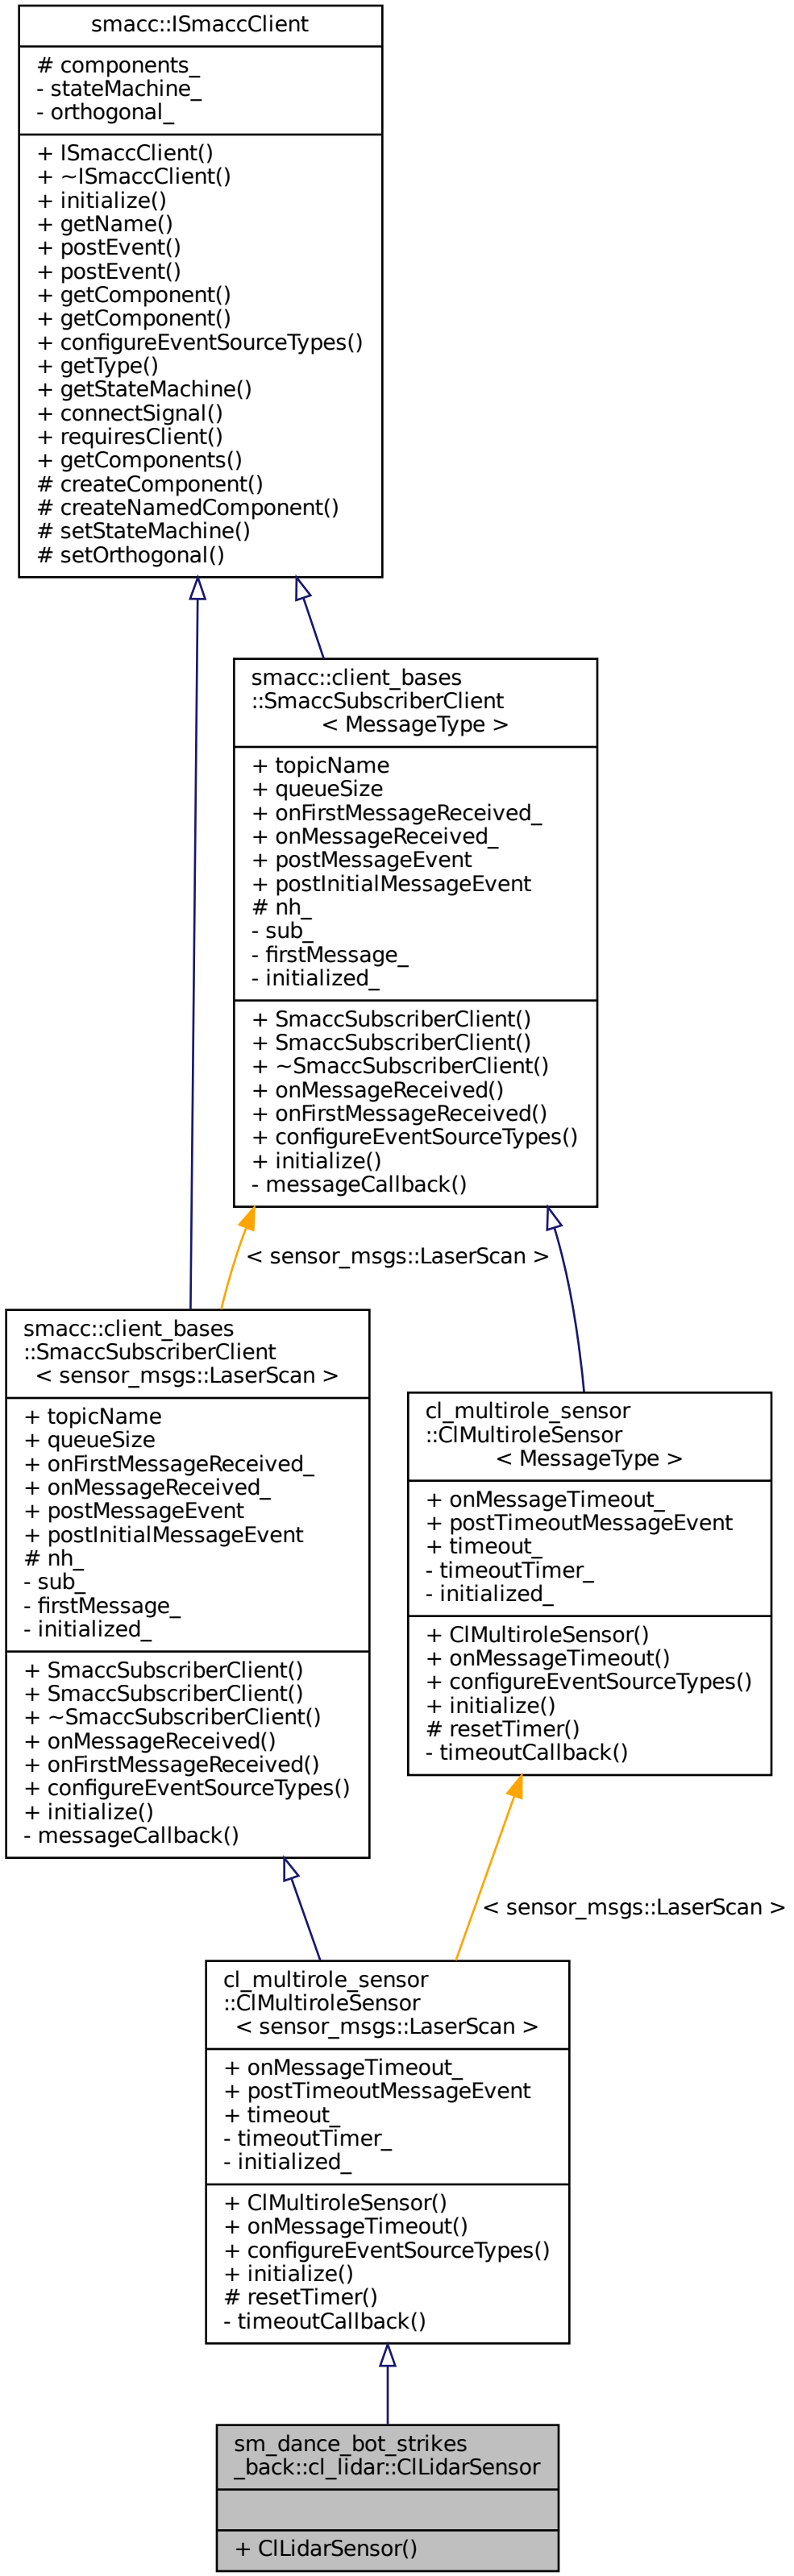 smacc::ISmaccClient
# components_
- stateMachine_
- orthogonal_
+ ISmaccClient()
+ ~ISmaccClient()
+ initialize()
+ getName()
+ postEvent()
+ postEvent()
+ getComponent()
+ getComponent()
+ configureEventSourceTypes()
+ getType()
+ getStateMachine()
+ connectSignal()
+ requiresClient()
+ getComponents()
# createComponent()
# createNamedComponent()
# setStateMachine()
# setOrthogonal()
smacc::client_bases
::SmaccSubscriberClient
< MessageType >
+ topicName
+ queueSize
+ onFirstMessageReceived_
+ onMessageReceived_
+ postMessageEvent
+ postInitialMessageEvent
# nh_
- sub_
- firstMessage_
- initialized_
+ SmaccSubscriberClient()
+ SmaccSubscriberClient()
+ ~SmaccSubscriberClient()
+ onMessageReceived()
+ onFirstMessageReceived()
+ configureEventSourceTypes()
+ initialize()
- messageCallback()
< sensor_msgs::LaserScan >
smacc::client_bases
::SmaccSubscriberClient
< sensor_msgs::LaserScan >
+ topicName
+ queueSize
+ onFirstMessageReceived_
+ onMessageReceived_
+ postMessageEvent
+ postInitialMessageEvent
# nh_
- sub_
- firstMessage_
- initialized_
+ SmaccSubscriberClient()
+ SmaccSubscriberClient()
+ ~SmaccSubscriberClient()
+ onMessageReceived()
+ onFirstMessageReceived()
+ configureEventSourceTypes()
+ initialize()
- messageCallback()
cl_multirole_sensor
::ClMultiroleSensor
< MessageType >
+ onMessageTimeout_
+ postTimeoutMessageEvent
+ timeout_
- timeoutTimer_
- initialized_
+ ClMultiroleSensor()
+ onMessageTimeout()
+ configureEventSourceTypes()
+ initialize()
# resetTimer()
- timeoutCallback()
< sensor_msgs::LaserScan >
cl_multirole_sensor
::ClMultiroleSensor
< sensor_msgs::LaserScan >
+ onMessageTimeout_
+ postTimeoutMessageEvent
+ timeout_
- timeoutTimer_
- initialized_
+ ClMultiroleSensor()
+ onMessageTimeout()
+ configureEventSourceTypes()
+ initialize()
# resetTimer()
- timeoutCallback()
sm_dance_bot_strikes
_back::cl_lidar::ClLidarSensor
+ ClLidarSensor()